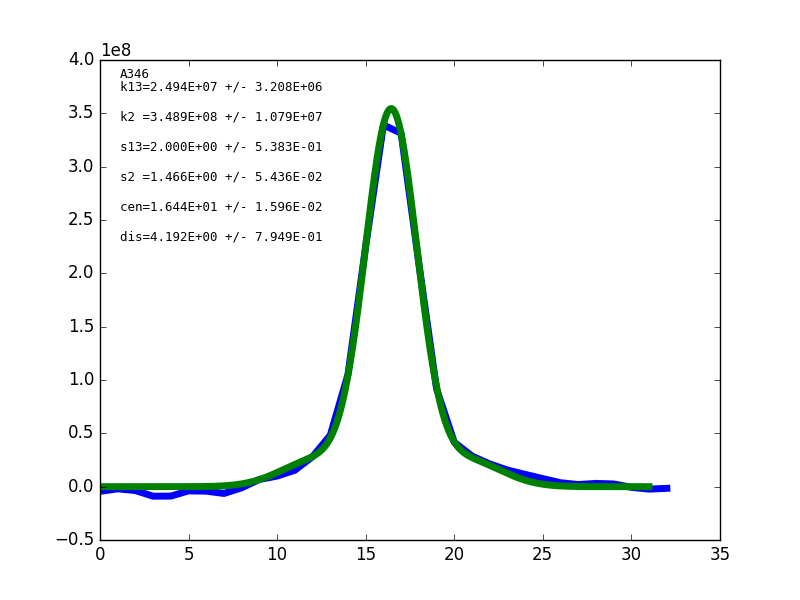 1e8
4.0
3.5
3.0
2.5
2.0
1.5
1.0
0.5
0.0
−0.5
A346
k13=2.494E+07 +/- 3.208E+06
k2 =3.489E+08 +/- 1.079E+07
s13=2.000E+00 +/- 5.383E-01
s2 =1.466E+00 +/- 5.436E-02
cen=1.644E+01 +/- 1.596E-02
dis=4.192E+00 +/- 7.949E-01
0 5 10 15 20 25 30 35